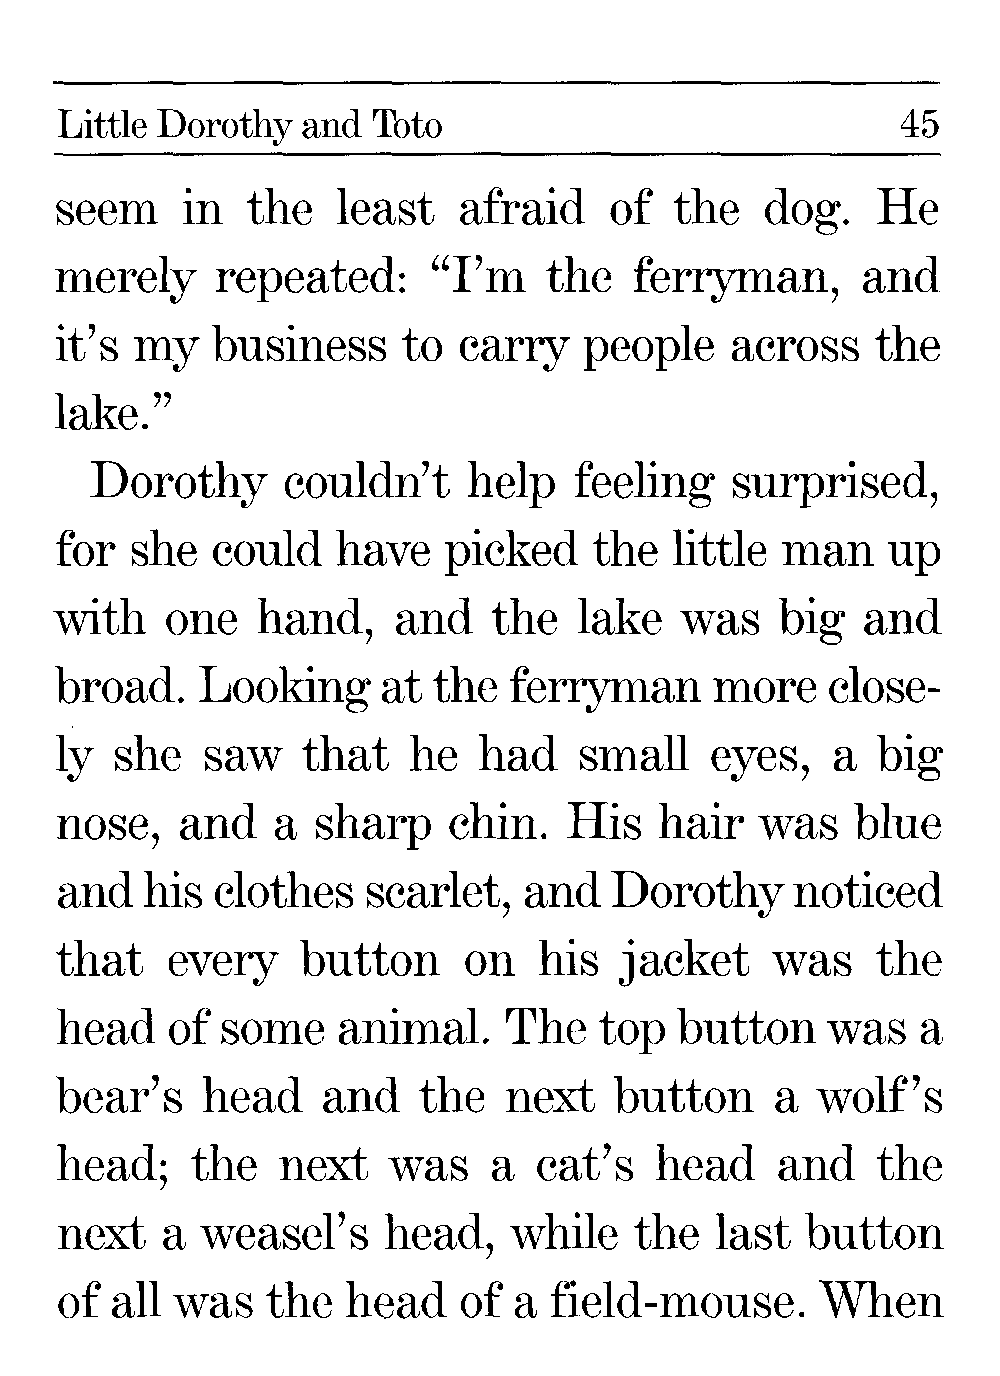 Little Dorothy and Toto 45
seem in the least afraid of the dog. He
merely repeated: “I’m the ferryman, and
it’s my business to carry people across the
lake.”
Dorothy couldn’t help feeling surprised,
for she could have picked the little man up
with one hand, and the lake was big and
broad. Looking at the ferryman more close-
ly she saw that he had small eyes, a big
nose, and a sharp chin. His hair was blue
and his clothes scarlet, and Dorothy noticed
that every button on his jacket was the
head of some animal. The top button was a
bear’s head and the next button a wolf’s
head; the next was a cat’s head and the
next a weasel’s head, while the last button
of all was the head of a field-mouse. When